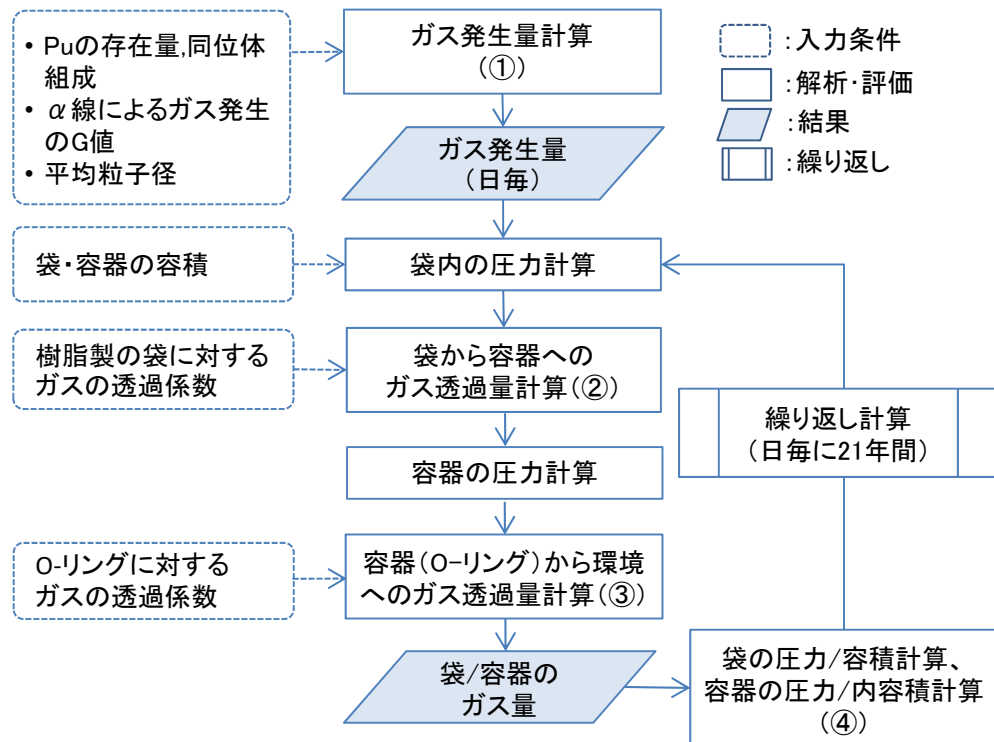 • Puの存在量,同位体
組成
• α線によるガス発生
のG値
• 平均粒子径
ガス発生量計算
(①)
:入力条件
:解析・評価
:結果
:繰り返し
ガス発生量
(日毎)
袋・容器の容積
袋内の圧力計算
樹脂製の袋に対する
ガスの透過係数
袋から容器への
ガス透過量計算(②)
繰り返し計算
(日毎に21年間)
容器の圧力計算
O-リングに対する
ガスの透過係数
容器(O-リング)から環境
へのガス透過量計算(③)
袋/容器の
ガス量
袋の圧力/容積計算、
容器の圧力/内容積計算
(④)